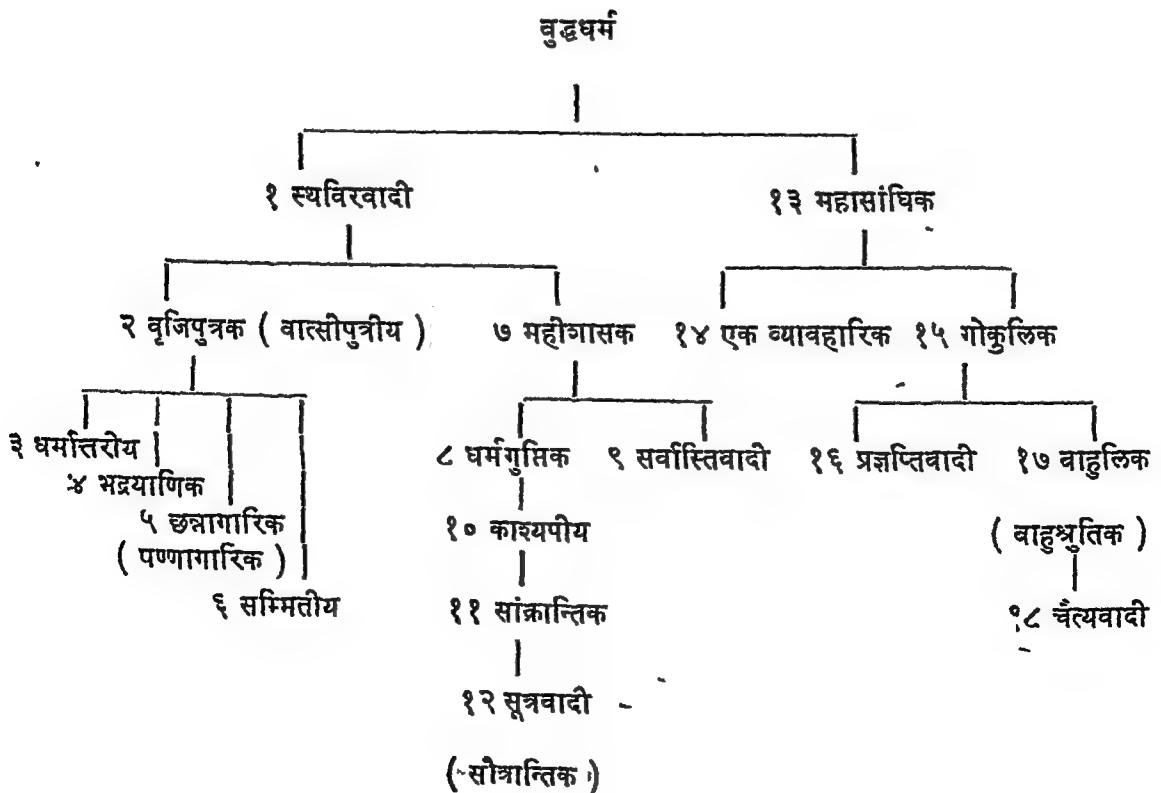 वुद्धधर्म
१ स्थविरवादी १३ महासांघिक
२ वृजिपुत्रक ( वात्सीपुत्रीय ) ७ महीशासक १४ एक व्यावहारिक १५ गोकुलिक
३ धर्मात्तरीय ८ धर्मगुप्तिक ९ सर्वास्तिवादी १६ प्रज्ञप्तिवादी १७ वाहुलिक
४ भद्रयाणिक
५ छन्नागारिक १० काश्यपीय ( वाहुश्रुतिक )
( पण्णागारिक )
६ सम्मितीय ११ सांक्रान्तिक १८ चैत्यवादी
१२ सूत्रवादी
( सौत्रान्तिक )